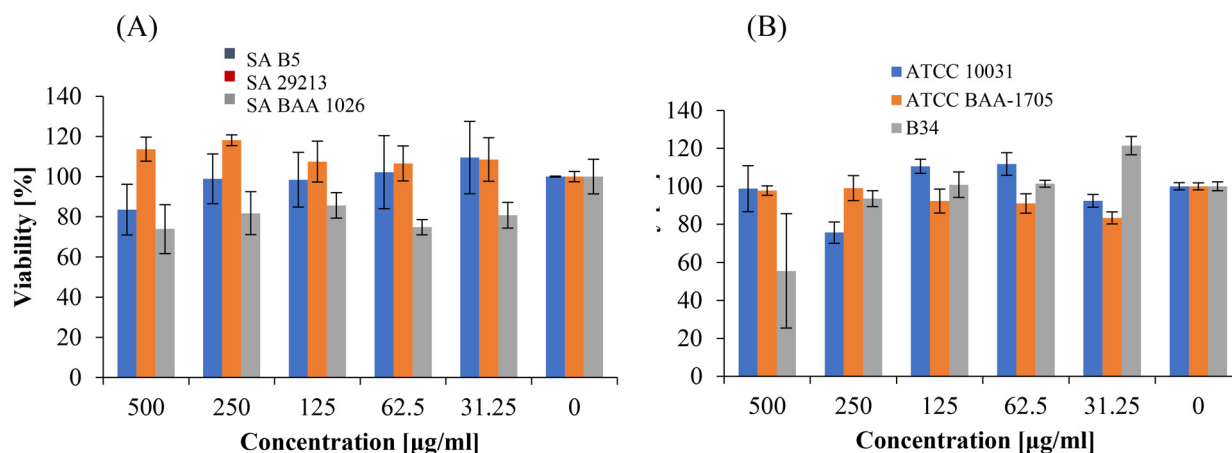 (A)
SA B5
SA 29213
SA BAA 1026
Viability [%]
140
120
100
80
60
40
20
0
500 250 125 62.5 31.25 0
Concentration [µg/ml]
(B)
ATCC 10031
ATCC BAA-1705
B34
140
120
100
80
60
40
20
0
500 250 125 62.5 31.25 0
Concentration [µg/ml]